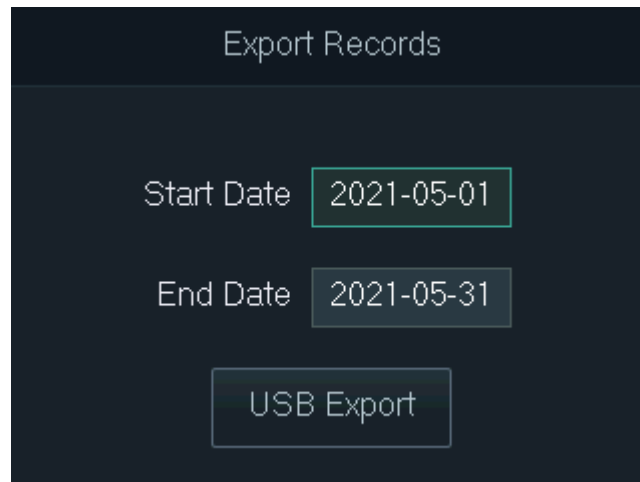 Export Records
Start Date 2021-05-01
End Date 2021-05-31
USB Export